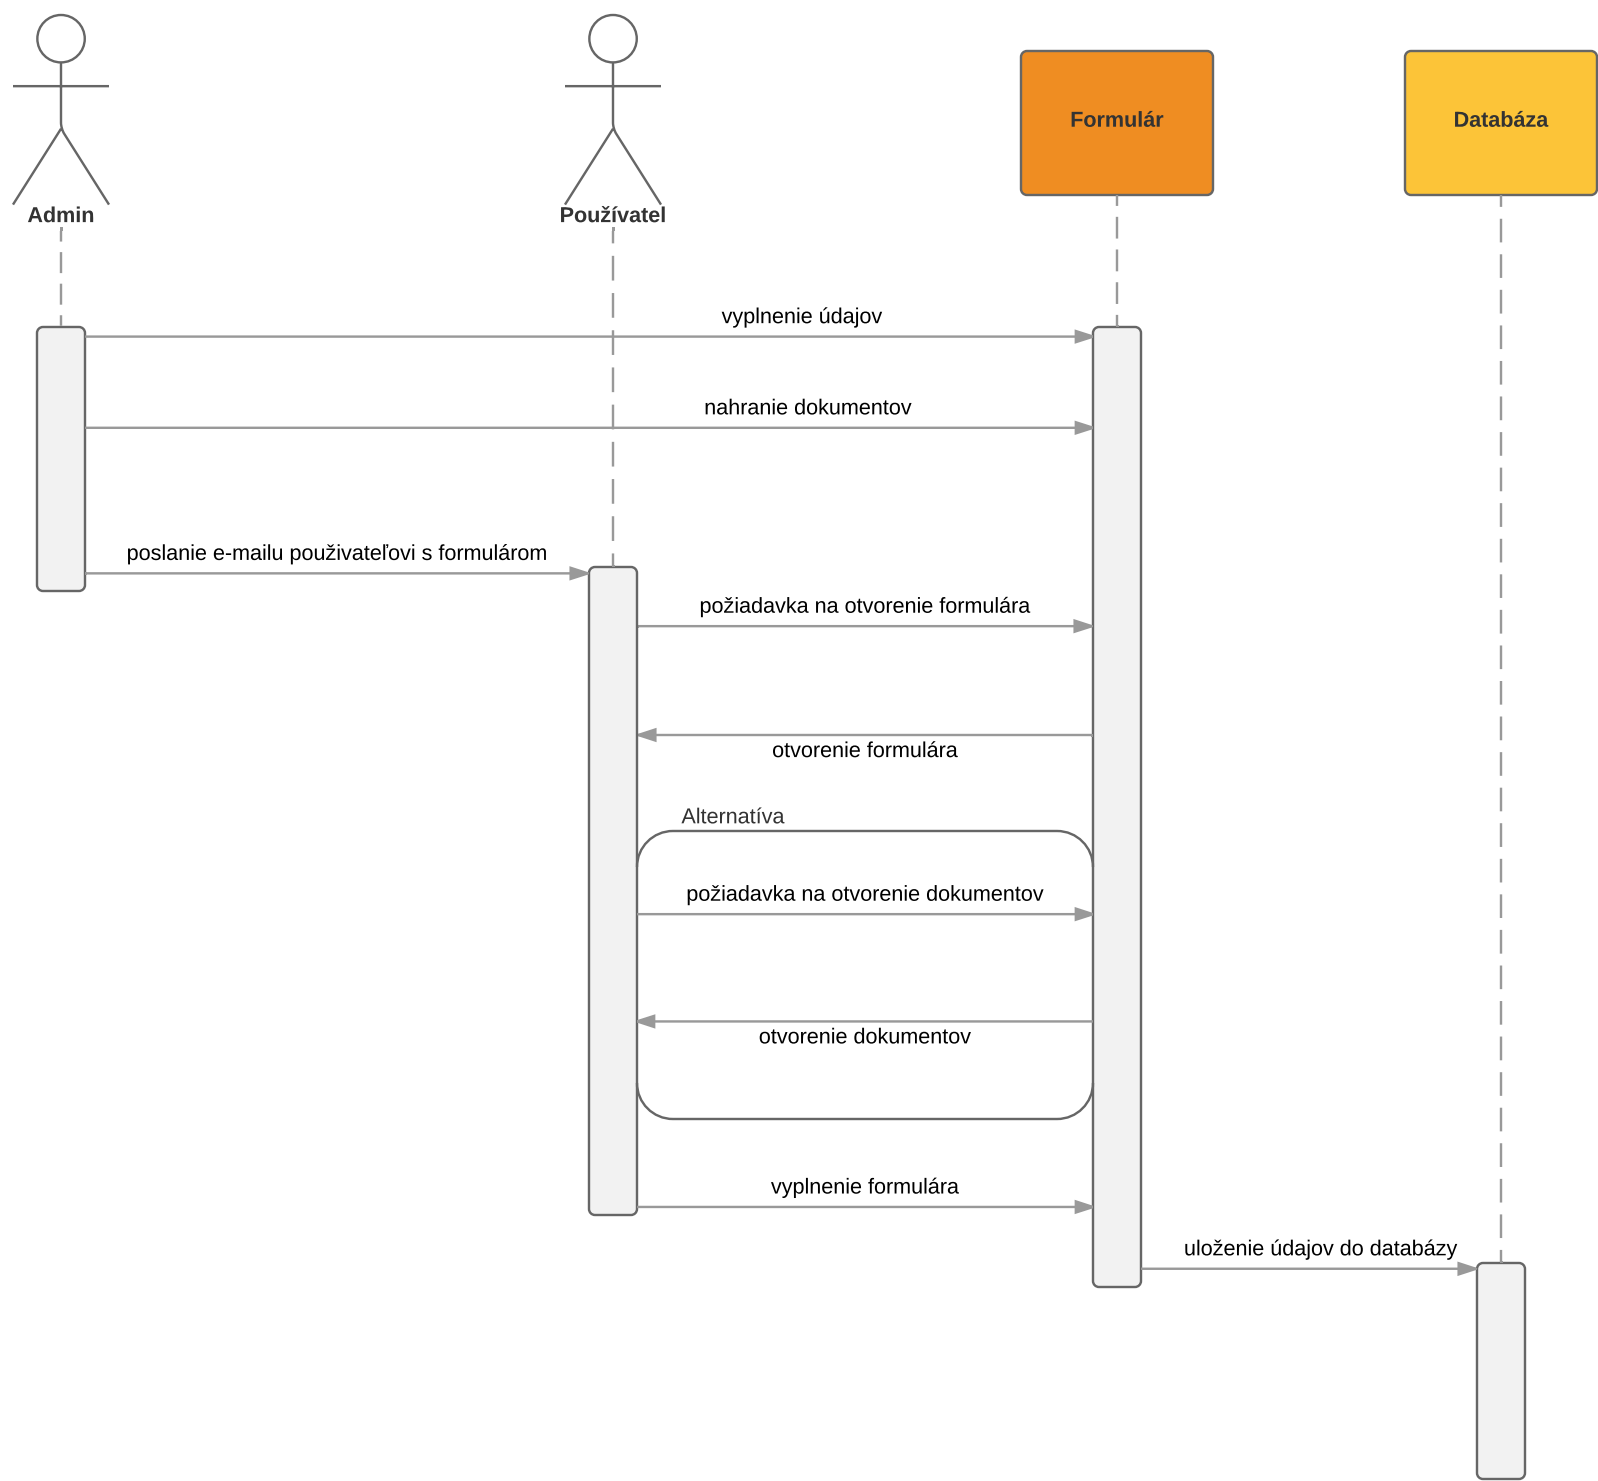 Admin
Používatel
Formulár
Databáza
vyplnenie údajov
nahranie dokumentov
poslanie e-mailu použivateľovi s formulárom
požiadavka na otvorenie formulára
otvorenie formulára
Alternatíva
požiadavka na otvorenie dokumentov
otvorenie dokumentov
vyplnenie formulára
uloženie údajov do databázy